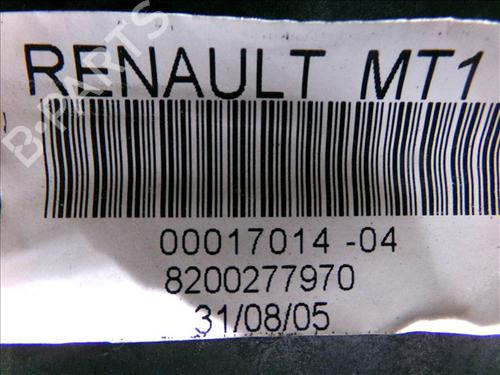 RENAULT MT1
B-PARTS
00017014 -04
8200277970
31/08/05